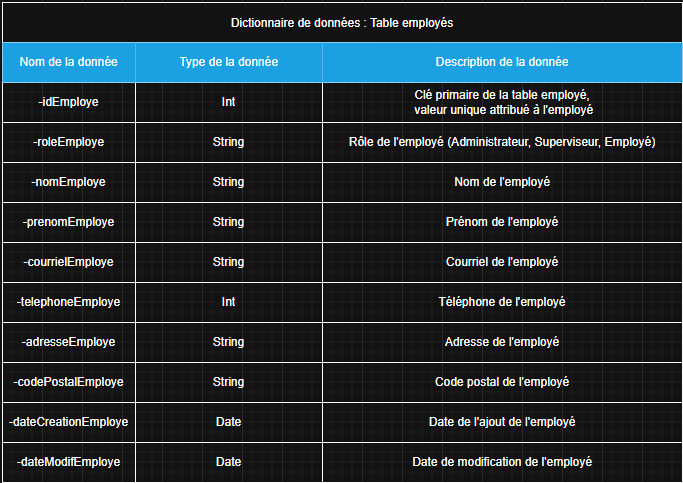 Dictionnaire de données : Table employés
Nom de la donnée Type de la donnée Description de la donnée
-idEmploye Int Clé primaire de la table employé,
valeur unique attribué à l'employé
-roleEmploye String Rôle de l'employé (Administrateur, Superviseur, Employé)
-nomEmploye String Nom de l'employé
-prenomEmploye String Prénom de l'employé
-courrielEmploye String Courriel de l'employé
-telephoneEmploye Int Téléphone de l'employé
-adresseEmploye String Adresse de l'employé
-codePostalEmploye String Code postal de l'employé
-dateCreationEmploye Date Date de l'ajout de l'employé
-dateModifEmploye Date Date de modification de l'employé